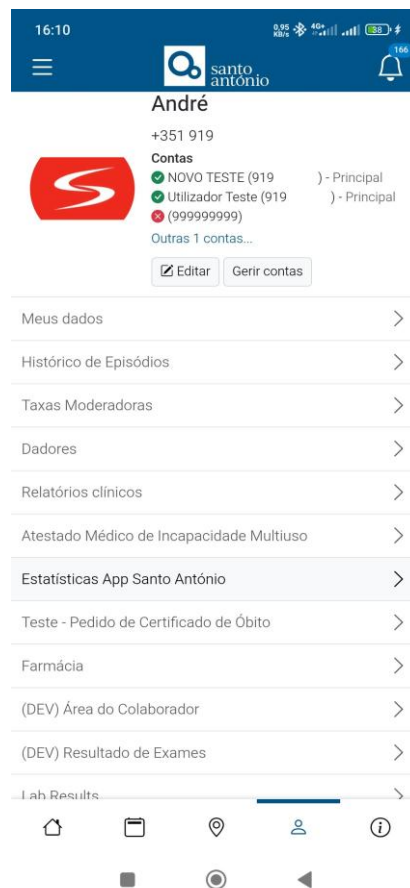 16:10
0,95 KB/s 4G+ 38
santo antónio
166
André
+351 919
Contas
NOVO TESTE (919 ) - Principal
Utilizador Teste (919 ) - Principal
(999999999)
Outras 1 contas...
Editar Gerir contas
Meus dados
Histórico de Episódios
Taxas Moderadoras
Dadores
Relatórios clínicos
Atestado Médico de Incapacidade Multiuso
Estatísticas App Santo António
Teste - Pedido de Certificado de Óbito
Farmácia
(DEV) Área do Colaborador
(DEV) Resultado de Exames
Lab Results